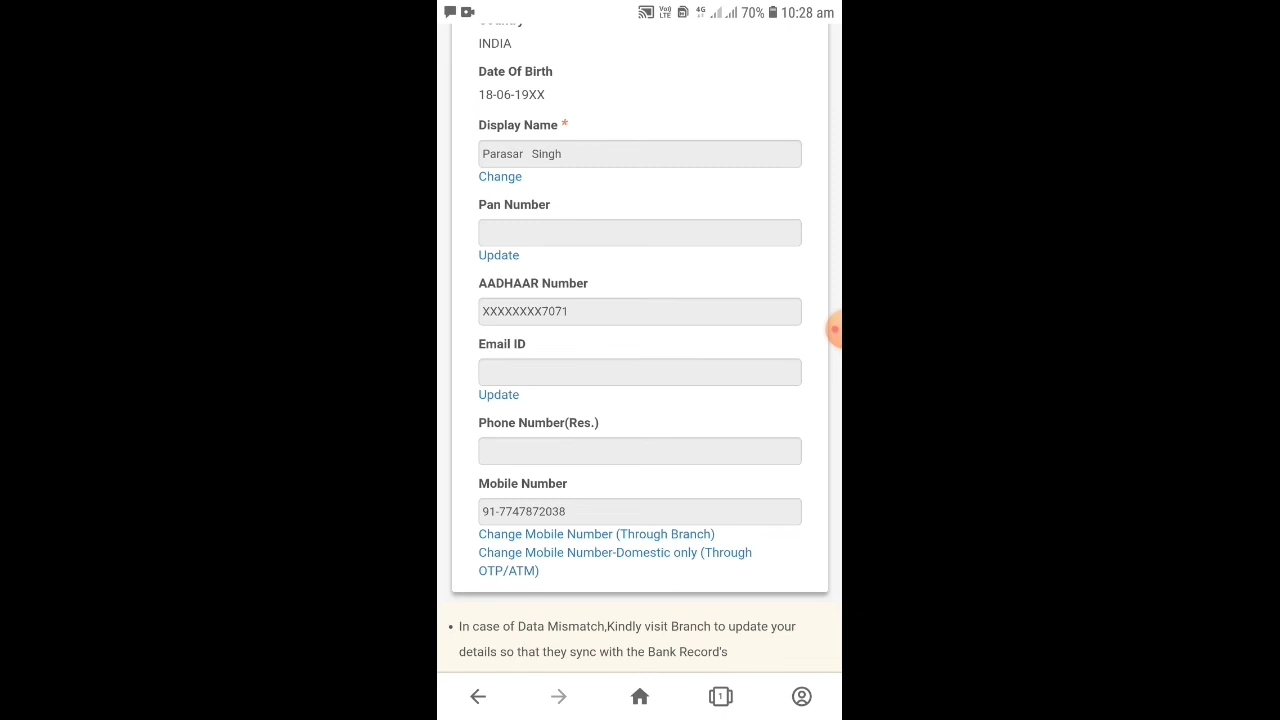 70% 10:28 am
INDIA
Date Of Birth
18-06-19XX
Display Name *
Parasar Singh
Change
Pan Number
Update
AADHAAR Number
XXXXXXXX7071
Email ID
Update
Phone Number(Res.)
Mobile Number
91-7747872038
Change Mobile Number (Through Branch)
Change Mobile Number-Domestic only (Through
OTP/ATM)
• In case of Data Mismatch,Kindly visit Branch to update your
details so that they sync with the Bank Record's
1